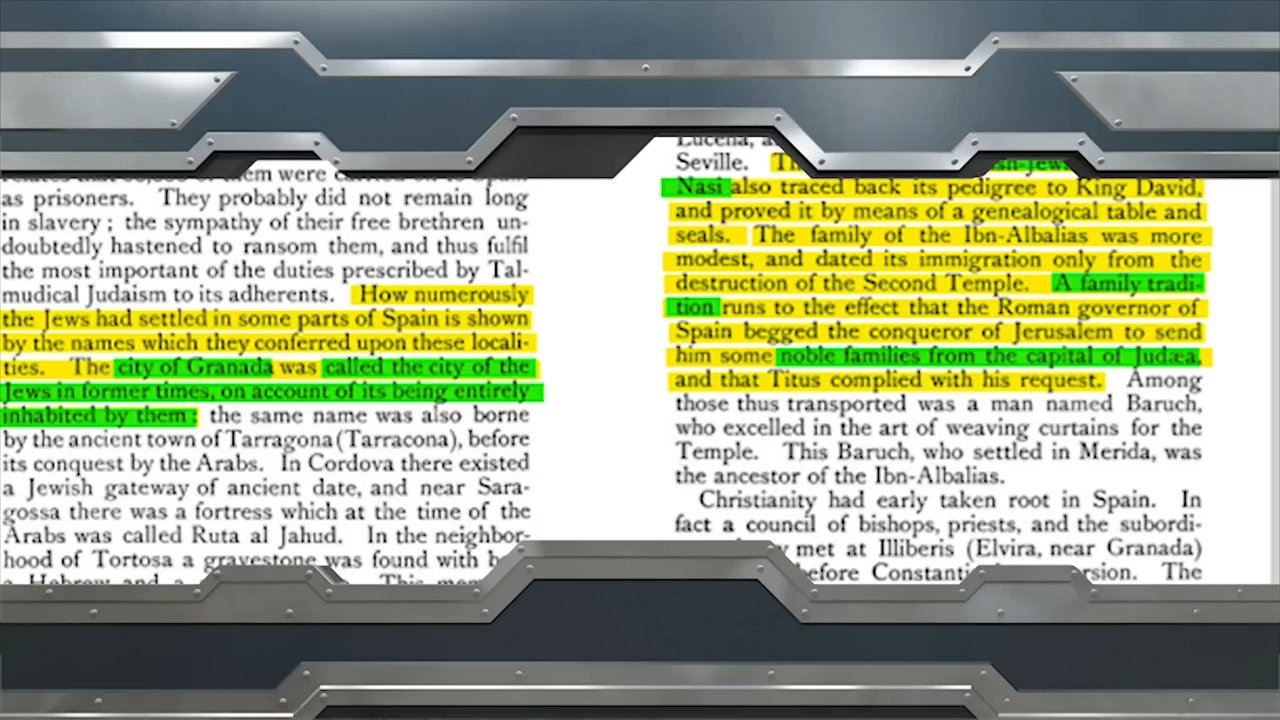 as prisoners. They probably did not remain long
in slavery ; the sympathy of their free brethren un-
doubtedly hastened to ransom them, and thus fulfil
the most important of the duties prescribed by Tal-
mudical Judaism to its adherents. How numerously
the Jews had settled in some parts of Spain is shown
by the names which they conferred upon these locali-
ties. The city of Granada was called the city of the
Jews in former times, on account of its being entirely
inhabited by them ; the same name was also borne
by the ancient town of Tarragona (Tarracona), before
its conquest by the Arabs. In Cordova there existed
a Jewish gateway of ancient date, and near Sara-
gossa there was a fortress which at the time of the
Arabs was called Ruta al Jahud. In the neighbor-
hood of Tortosa a gravestone was found with
Seville.
Nasi also traced back its pedigree to King David,
and proved it by means of a genealogical table and
seals. The family of the Ibn-Albalias was more
modest, and dated its immigration only from the
destruction of the Second Temple. A family tradi-
tion runs to the effect that the Roman governor of
Spain begged the conqueror of Jerusalem to send
him some noble families from the capital of Judæa,
and that Titus complied with his request. Among
those thus transported was a man named Baruch,
who excelled in the art of weaving curtains for the
Temple. This Baruch, who settled in Merida, was
the ancestor of the Ibn-Albalias.
Christianity had early taken root in Spain. In
fact a council of bishops, priests, and the subordi-
met at Illiberis (Elvira, near Granada)
The